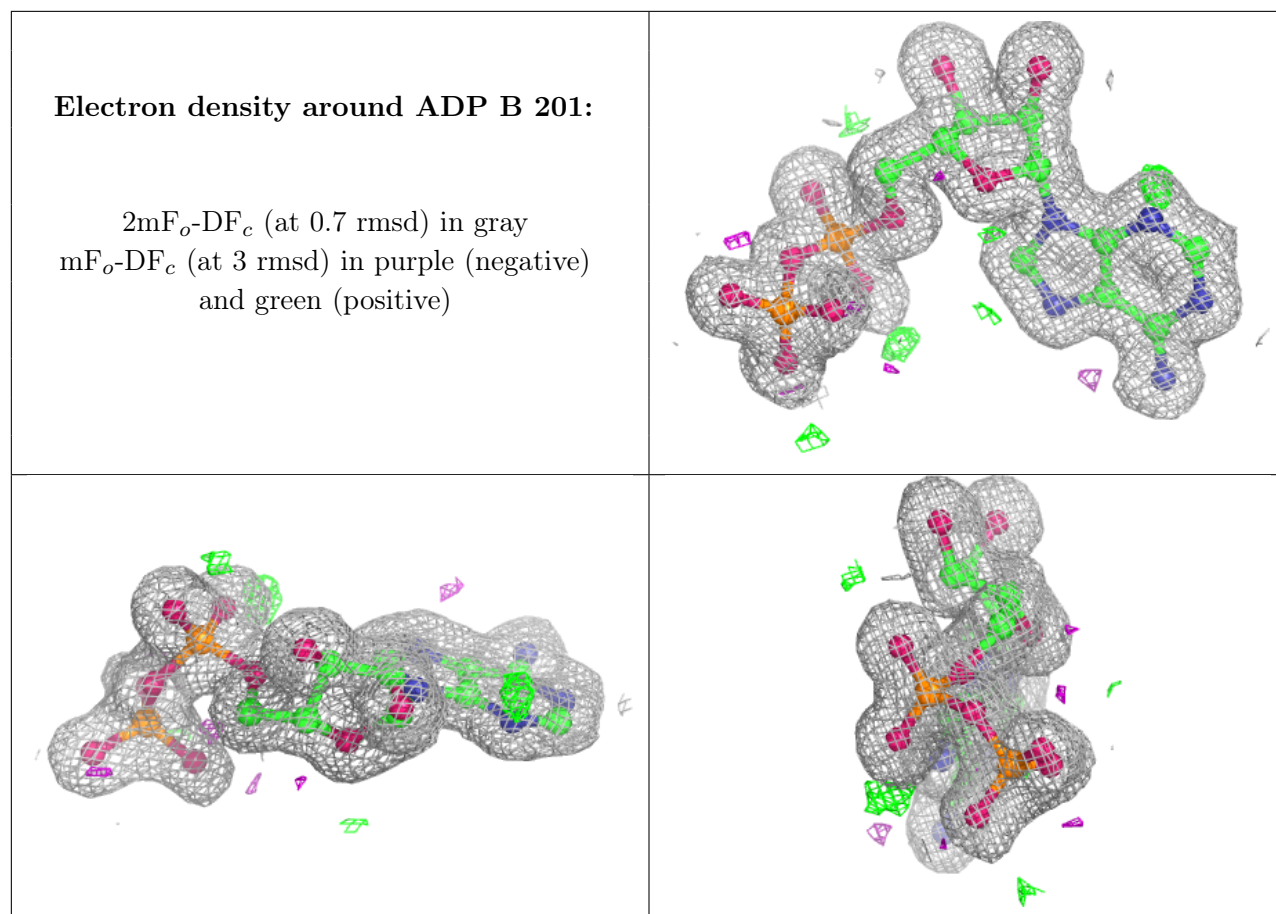 Electron density around ADP B 201:
2mFₒ-DF𝒸 (at 0.7 rmsd) in gray
mFₒ-DF𝒸 (at 3 rmsd) in purple (negative)
and green (positive)